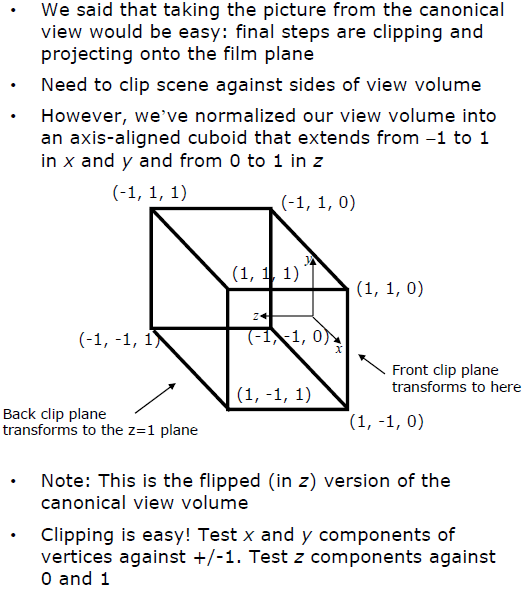 • We said that taking the picture from the canonical
view would be easy: final steps are clipping and
projecting onto the film plane
• Need to clip scene against sides of view volume
• However, we've normalized our view volume into
an axis-aligned cuboid that extends from –1 to 1
in x and y and from 0 to 1 in z
(-1, 1, 1)
(-1, 1, 0)
(1, 1, 1)
y
(1, 1, 0)
z
(-1, -1, 1)
(-1, -1, 0)
x
Front clip plane
transforms to here
(1, -1, 1)
Back clip plane
transforms to the z=1 plane
(1, -1, 0)
• Note: This is the flipped (in z) version of the
canonical view volume
• Clipping is easy! Test x and y components of
vertices against +/-1. Test z components against
0 and 1